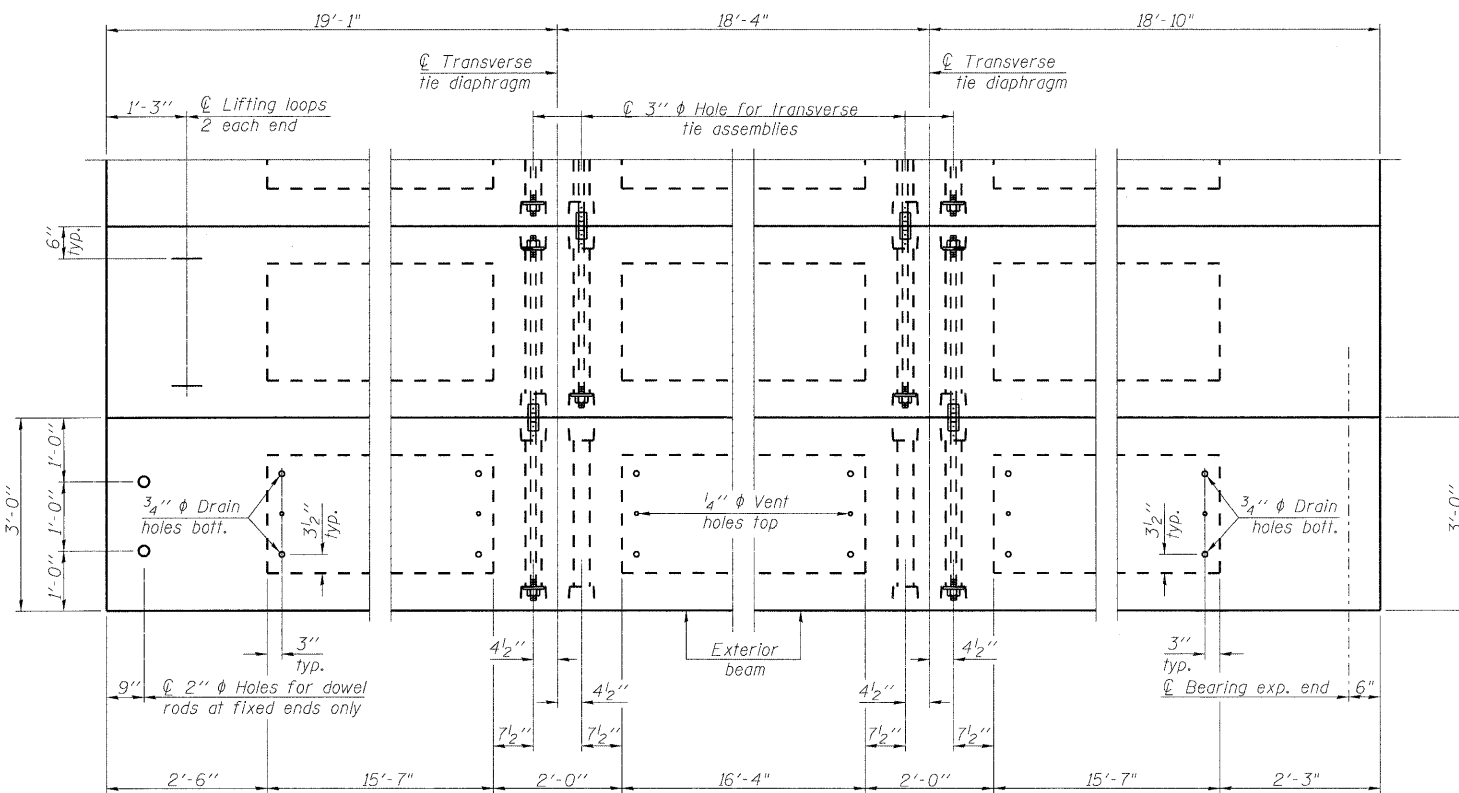 19'-1"
18'-4"
18'-10"
℄ Transverse
tie diaphragm
℄ Transverse
tie diaphragm
1'-3"
℄ Lifting loops
2 each end
℄ 3" ϕ Hole for transverse
tie assemblies
6"
typ.
3'-0"
1'-0"
1'-0"
1'-0"
3/4" ϕ Drain
holes bott.
3 1/2"
typ.
1/4" ϕ Vent
holes top
3 1/2"
typ.
3/4" ϕ Drain
holes bott.
3'-0"
3"
typ.
4 1/2"
4 1/2"
Exterior
beam
4 1/2"
4 1/2"
3"
typ.
9"
℄ 2" ϕ Holes for dowel
rods at fixed ends only
℄ Bearing exp. end
6"
7 1/2"
7 1/2"
7 1/2"
7 1/2"
2'-6"
15'-7"
2'-0"
16'-4"
2'-0"
15'-7"
2'-3"